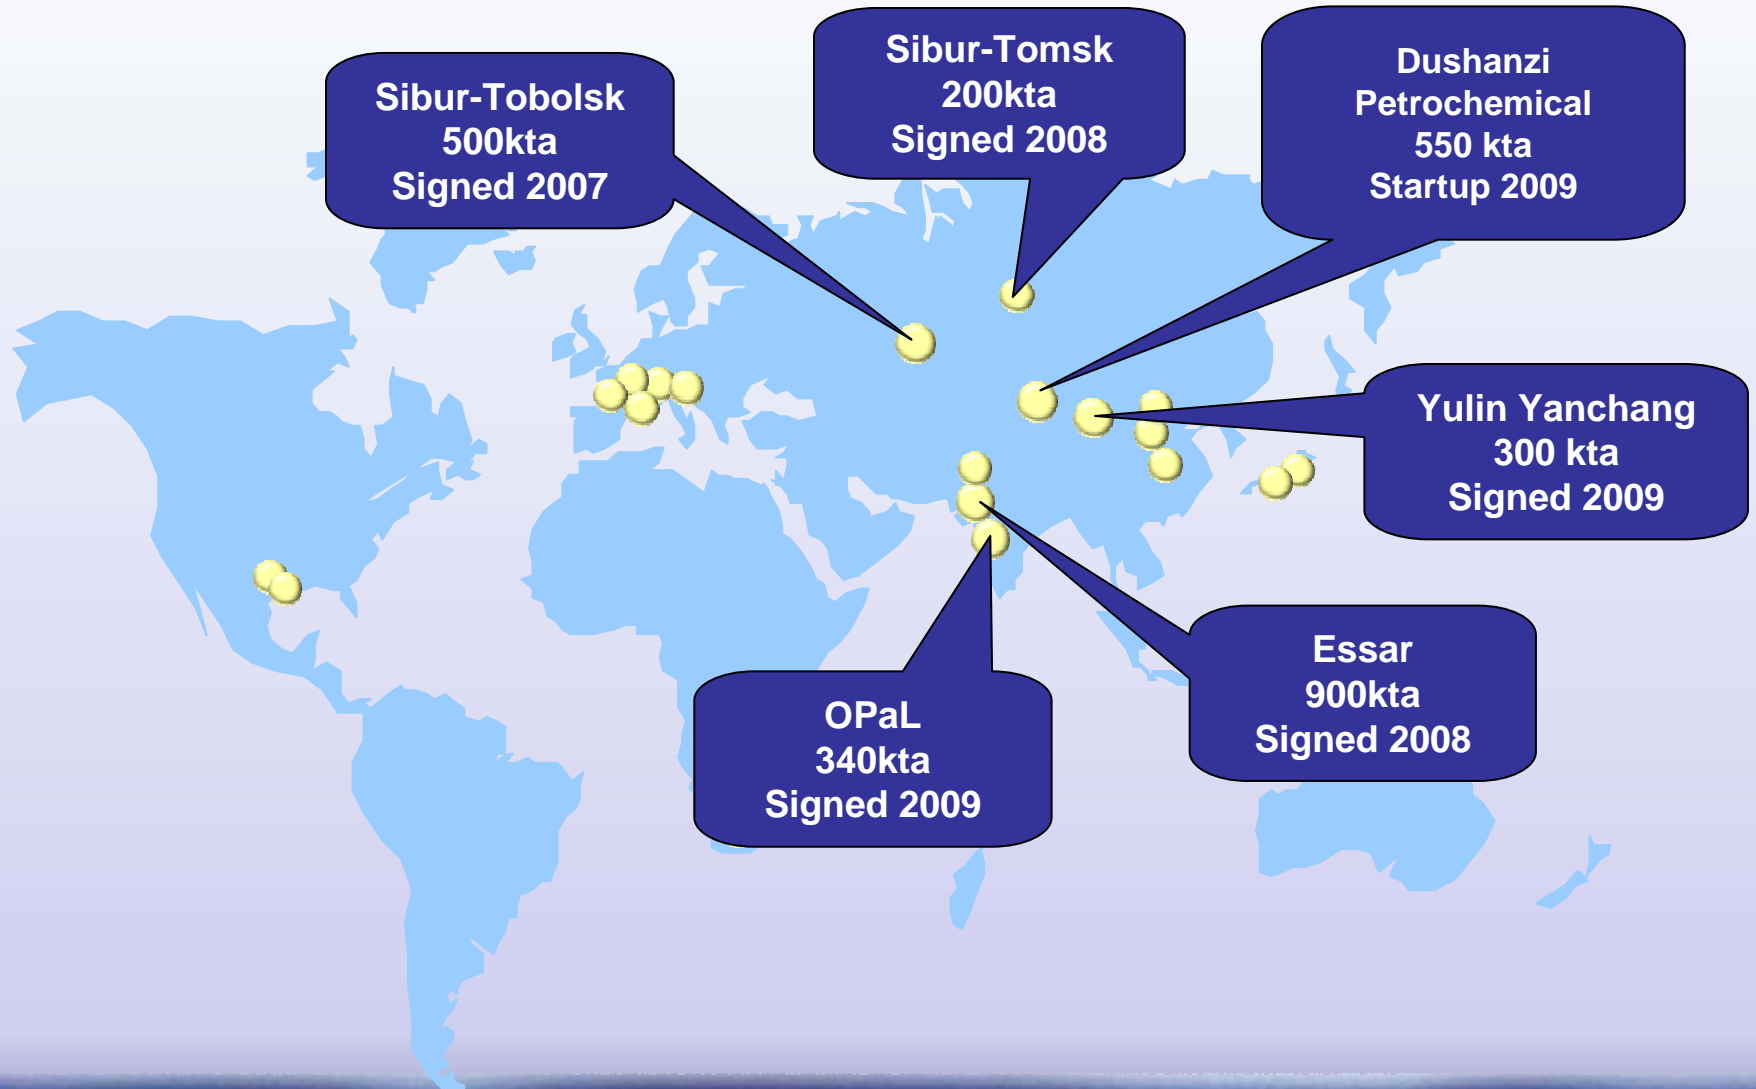 Sibur-Tobolsk
500kta
Signed 2007
Sibur-Tomsk
200kta
Signed 2008
Dushanzi
Petrochemical
550 kta
Startup 2009
Yulin Yanchang
300 kta
Signed 2009
Essar
900kta
Signed 2008
OPaL
340kta
Signed 2009